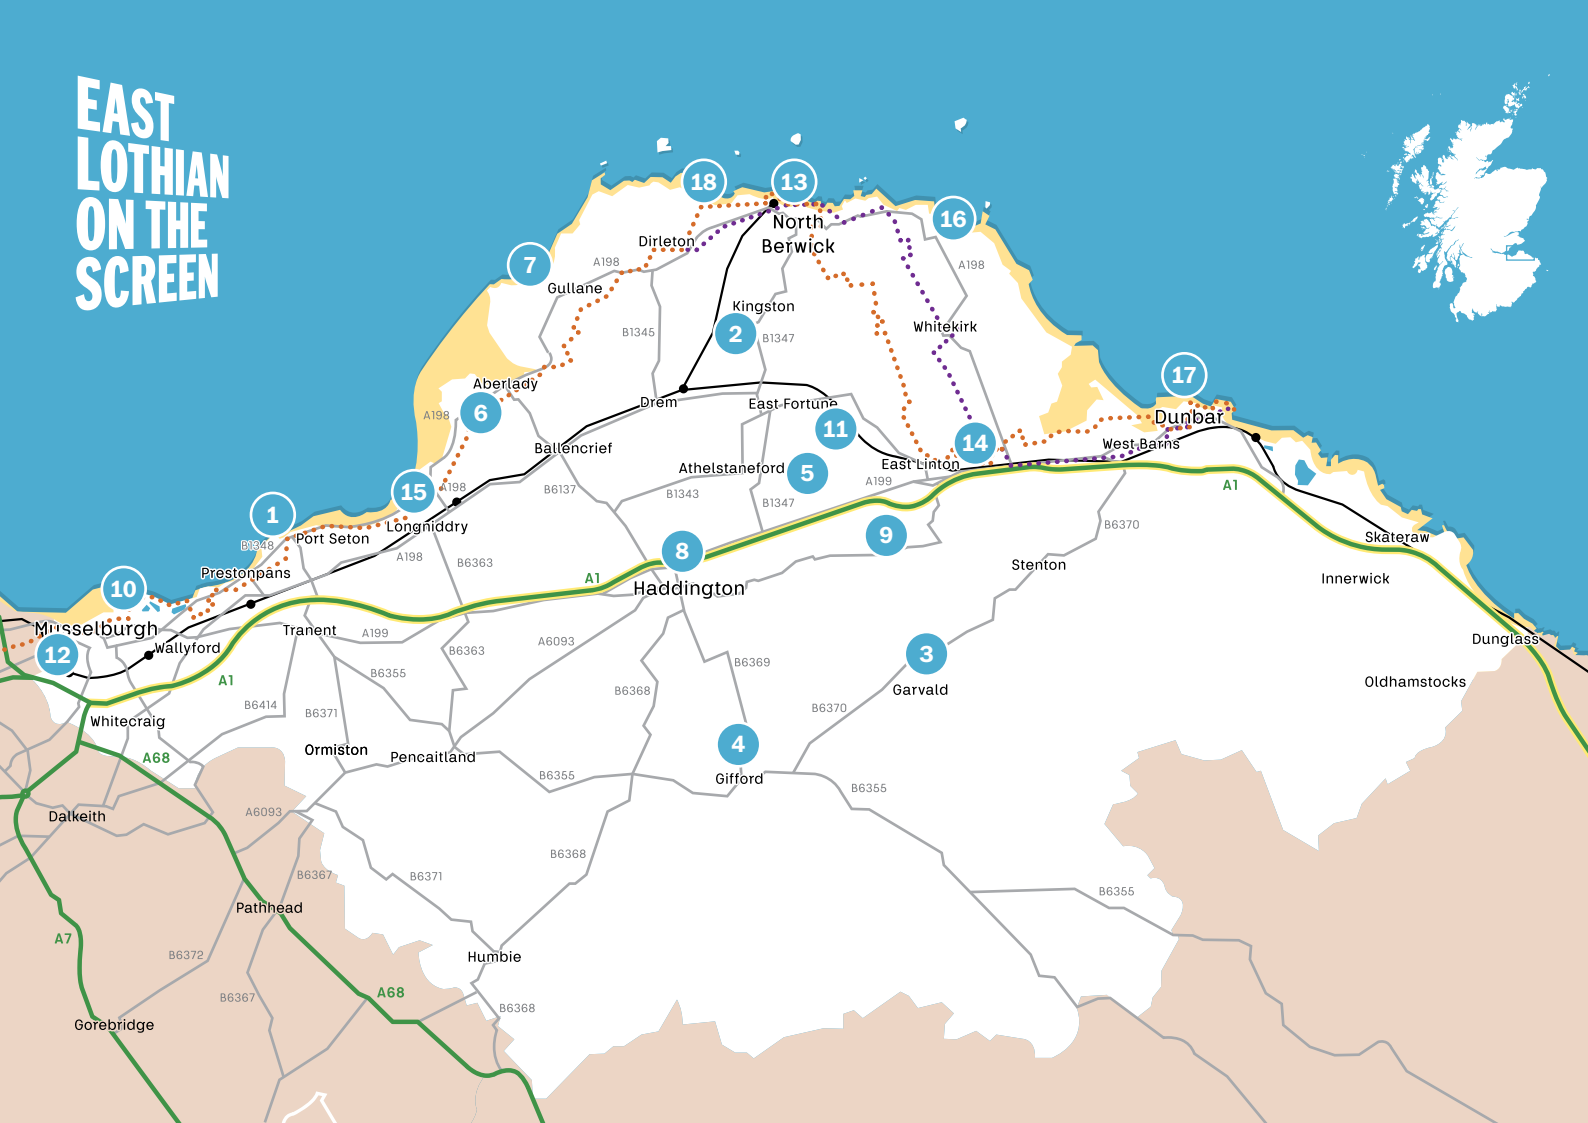 EAST
LOTHIAN
ON THE
SCREEN
18
13
16
North
Berwick
Dirleton
7
A198
A198
Gullane
Kingston
2
B1345
B1347
Whitekirk
17
Aberlady
6
A198
Drem
East Fortune
11
Dunbar
14
West Barns
Ballencrief
East Linton
Athelstaneford
5
A199
15
A198
B6137
B1343
B1347
A1
1
Longniddry
Port Seton
B1348
A198
9
B6370
Skateraw
8
B6363
Stenton
Prestonpans
A1
Haddington
Innerwick
10
Musselburgh
Tranent
A199
A6093
Dunglass
12
Wallyford
B6363
B6369
3
A1
B6355
B6368
Garvald
Oldhamstocks
B6414
B6371
B6370
Whitecraig
4
Ormiston
Pencaitland
A68
B6355
Gifford
B6355
Dalkeith
A6093
B6368
B6367
B6371
B6355
Pathhead
A7
B6372
Humbie
B6367
A68
B6368
Gorebridge